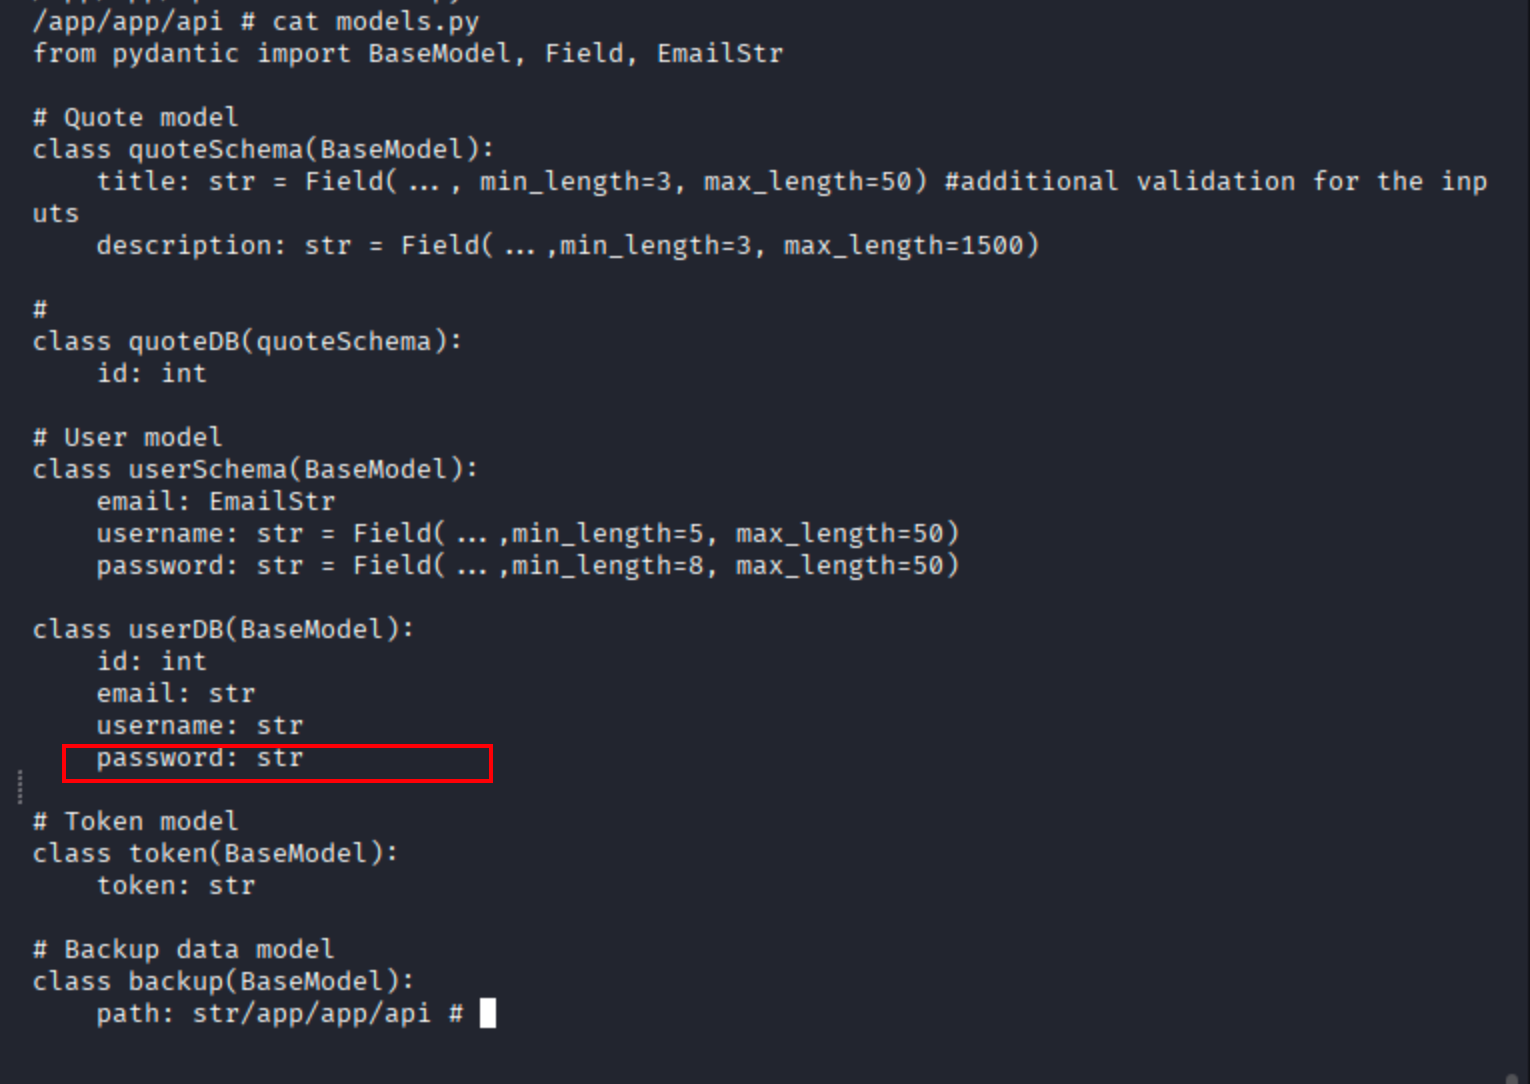 /app/app/api # cat models.py
from pydantic import BaseModel, Field, EmailStr

# Quote model
class quoteSchema(BaseModel):
    title: str = Field(..., min_length=3, max_length=50) #additional validation for the inp
uts
    description: str = Field(...,min_length=3, max_length=1500)

#
class quoteDB(quoteSchema):
    id: int

# User model
class userSchema(BaseModel):
    email: EmailStr
    username: str = Field(...,min_length=5, max_length=50)
    password: str = Field(...,min_length=8, max_length=50)

class userDB(BaseModel):
    id: int
    email: str
    username: str
    password: str

# Token model
class token(BaseModel):
    token: str

# Backup data model
class backup(BaseModel):
    path: str/app/app/api #